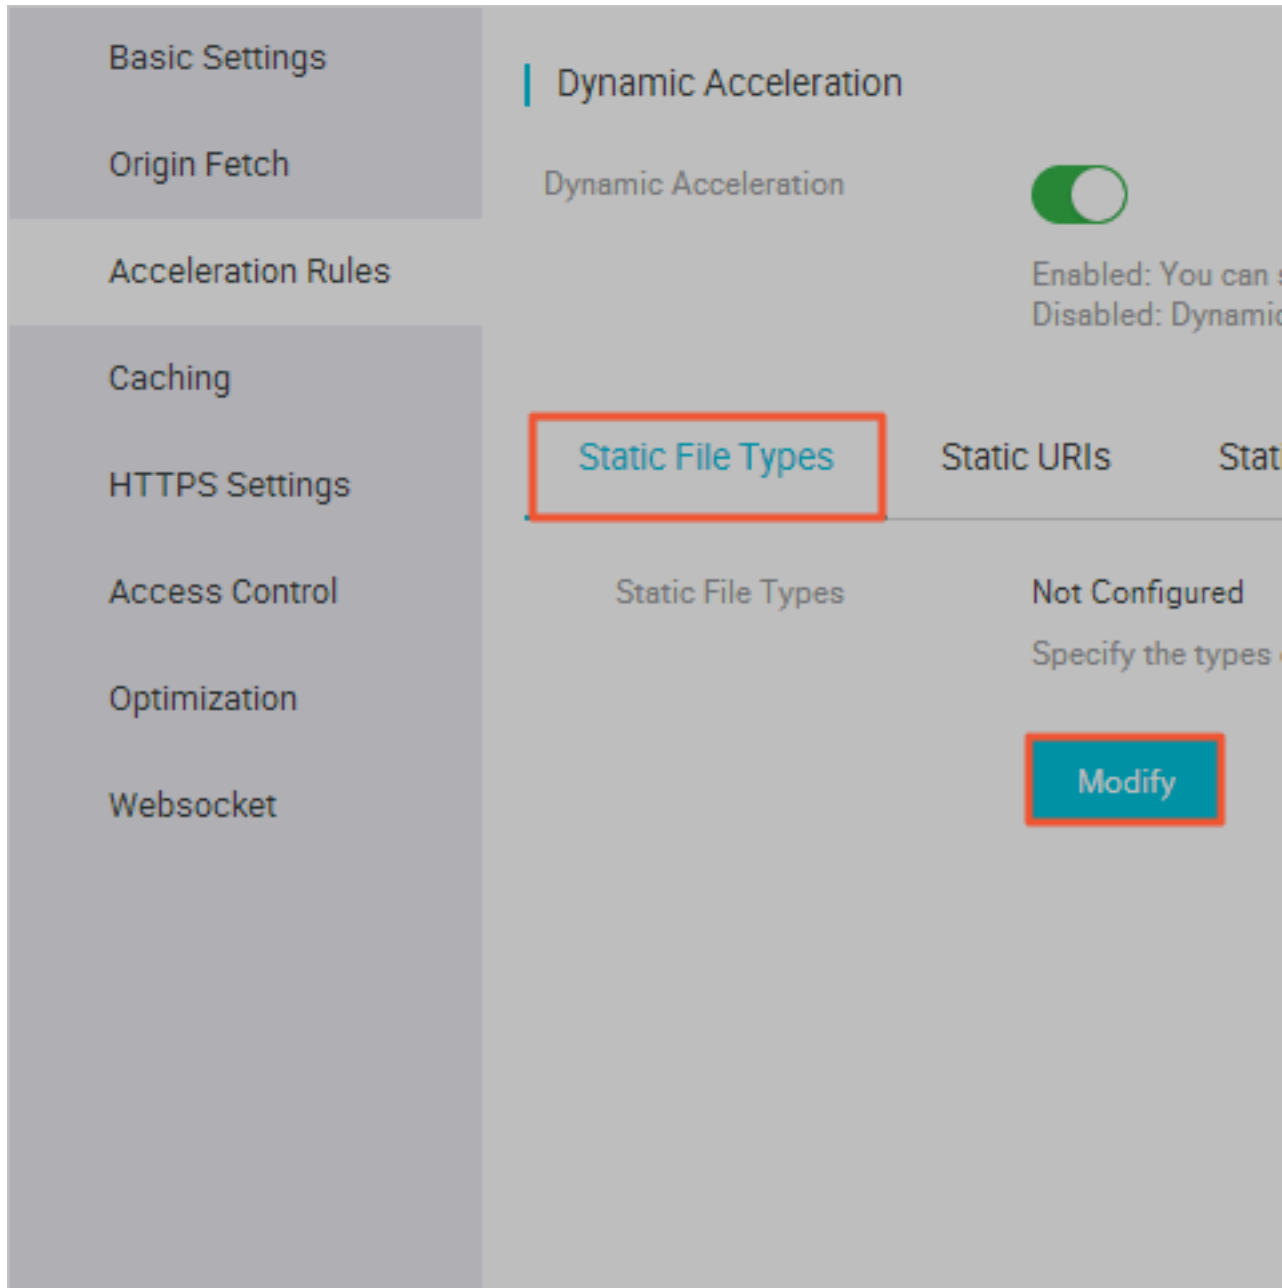 Basic Settings
Origin Fetch
Acceleration Rules
Caching
HTTPS Settings
Access Control
Optimization
Websocket
Dynamic Acceleration
Dynamic Acceleration
Enabled: You can
Disabled: Dynamic
Static File Types Static URIs
Static File Types Not Configured
Specify the types
Modify